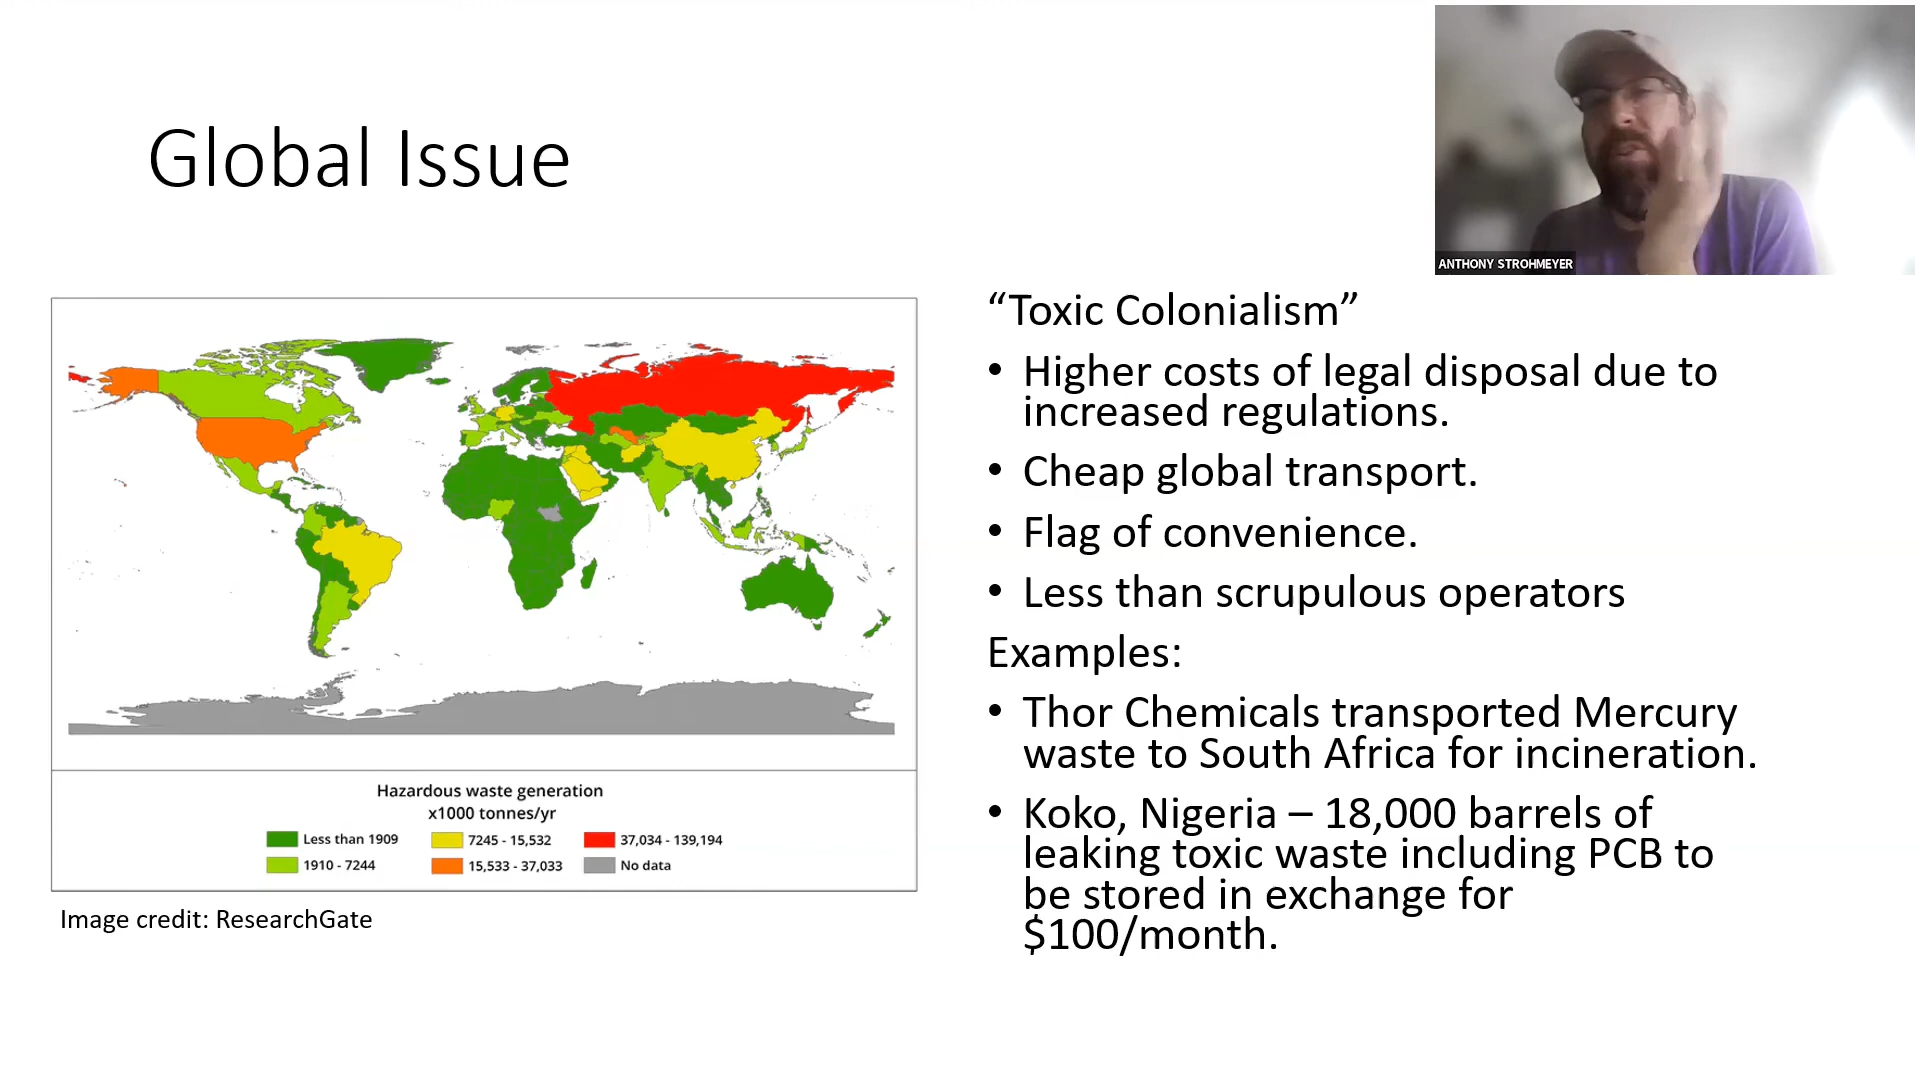 Global Issue
ANTHONY STROHMEYER
“Toxic Colonialism”
• Higher costs of legal disposal due to
increased regulations.
• Cheap global transport.
• Flag of convenience.
• Less than scrupulous operators
Examples:
• Thor Chemicals transported Mercury
waste to South Africa for incineration.
• Koko, Nigeria – 18,000 barrels of
leaking toxic waste including PCB to
be stored in exchange for
$100/month.
Hazardous waste generation
x1000 tonnes/yr
Less than 1909
7245 - 15,532
37,034 - 139,194
1910 - 7244
15,533 - 37,033
No data
Image credit: ResearchGate